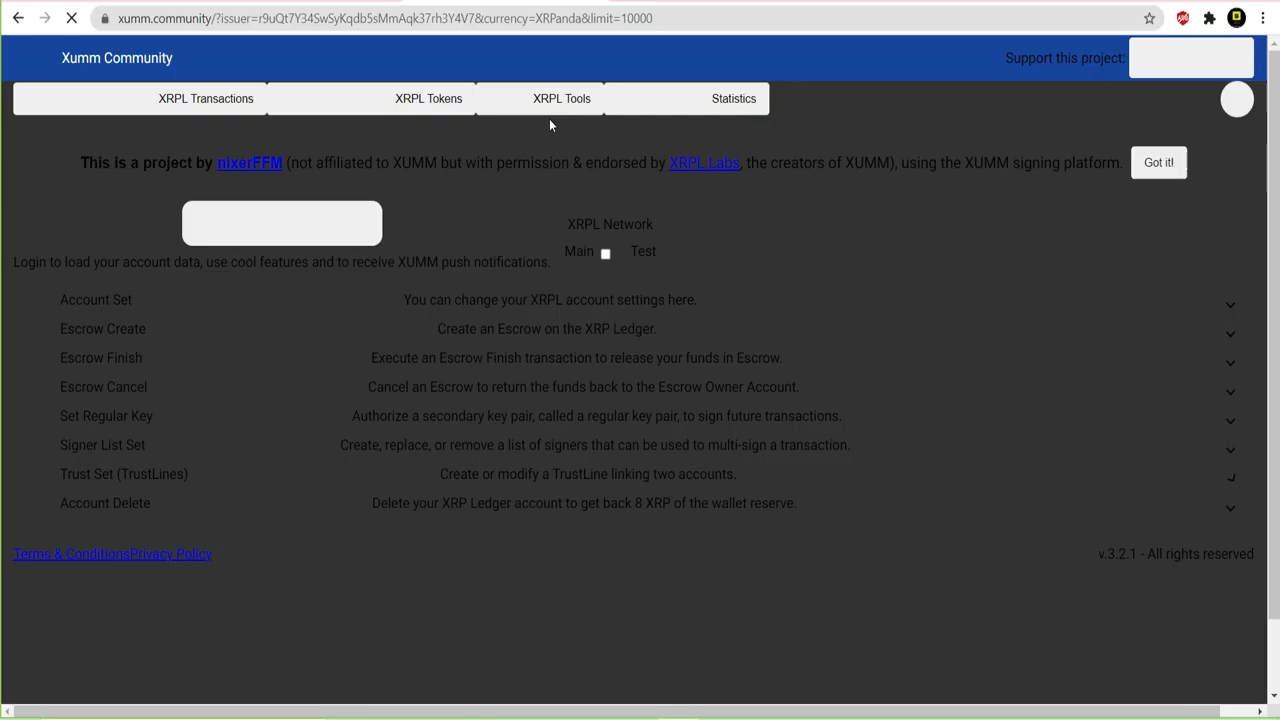 xumm.community/?issuer=r9uQt7Y34SwSyKqdb5sMmAqk37rh3Y4V7&currency=XRPanda&limit=10000
Xumm Community
Support this project:
XRPL Transactions
XRPL Tokens
XRPL Tools
Statistics
This is a project by nixerFFM (not affiliated to XUMM but with permission & endorsed by XRPL Labs, the creators of XUMM), using the XUMM signing platform.
Got it!
XRPL Network
Main Test
Login to load your account data, use cool features and to receive XUMM push notifications.
Account Set You can change your XRPL account settings here.
Escrow Create Create an Escrow on the XRP Ledger.
Escrow Finish Execute an Escrow Finish transaction to release your funds in Escrow.
Escrow Cancel Cancel an Escrow to return the funds back to the Escrow Owner Account.
Set Regular Key Authorize a secondary key pair, called a regular key pair, to sign future transactions.
Signer List Set Create, replace, or remove a list of signers that can be used to multi-sign a transaction.
Trust Set (TrustLines) Create or modify a TrustLine linking two accounts.
Account Delete Delete your XRP Ledger account to get back 8 XRP of the wallet reserve.
Terms & ConditionsPrivacy Policy
v.3.2.1 - All rights reserved